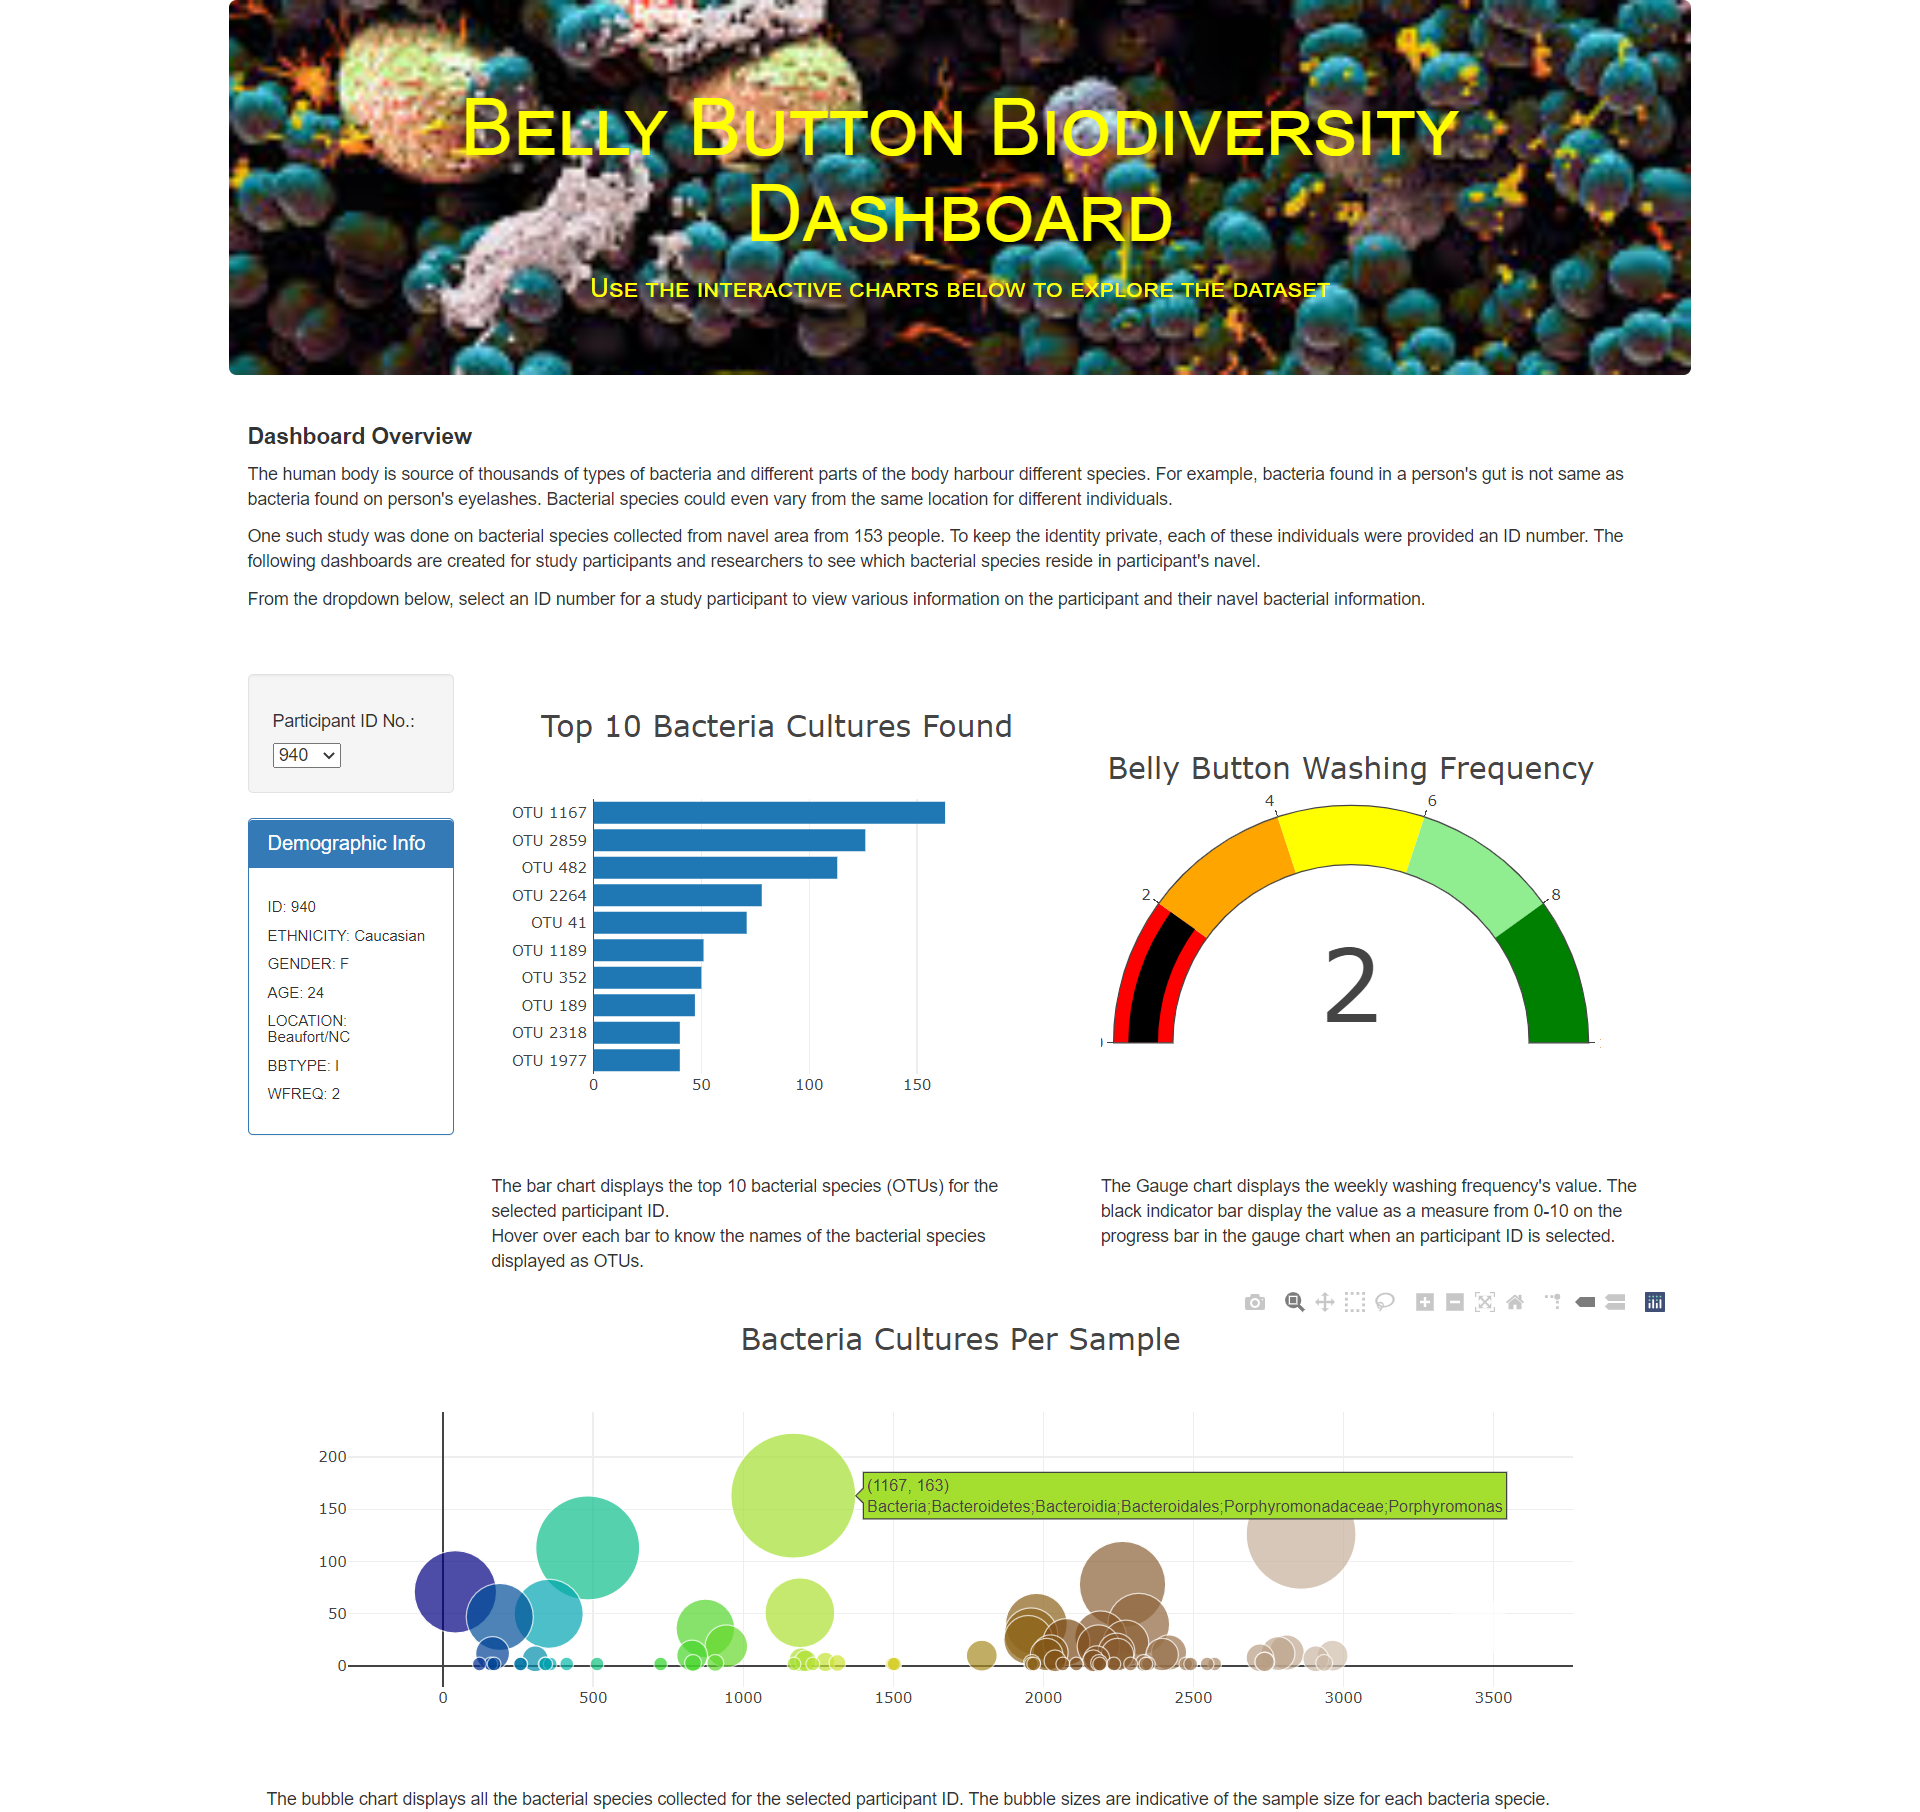 BELLY BUTTON BIODIVERSITY
DASHBOARD
USE THE INTERACTIVE CHARTS BELOW TO EXPLORE THE DATASET
Dashboard Overview
The human body is source of thousands of types of bacteria and different parts of the body harbour different species. For example, bacteria found in a person's gut is not same as
bacteria found on person's eyelashes. Bacterial species could even vary from the same location for different individuals.
One such study was done on bacterial species collected from navel area from 153 people. To keep the identity private, each of these individuals were provided an ID number. The
following dashboards are created for study participants and researchers to see which bacterial species reside in participant's navel.
From the dropdown below, select an ID number for a study participant to view various information on the participant and their navel bacterial information.
Participant ID No.:
940
Demographic Info
ID: 940
ETHNICITY: Caucasian
GENDER: F
AGE: 24
LOCATION:
Beaufort/NC
BBTYPE: I
WFREQ: 2
Top 10 Bacteria Cultures Found
OTU 1167
OTU 2859
OTU 482
OTU 2264
OTU 41
OTU 1189
OTU 352
OTU 189
OTU 2318
OTU 1977
0 50 100 150
Belly Button Washing Frequency
4 6
2 8
2
The bar chart displays the top 10 bacterial species (OTUs) for the
selected participant ID.
Hover over each bar to know the names of the bacterial species
displayed as OTUs.
The Gauge chart displays the weekly washing frequency's value. The
black indicator bar display the value as a measure from 0-10 on the
progress bar in the gauge chart when an participant ID is selected.
Bacteria Cultures Per Sample
200
150
100
50
0
(1167, 163)
Bacteria;Bacteroidetes;Bacteroidia;Bacteroidales;Porphyromonadaceae;Porphyromonas
0 500 1000 1500 2000 2500 3000 3500
The bubble chart displays all the bacterial species collected for the selected participant ID. The bubble sizes are indicative of the sample size for each bacteria specie.